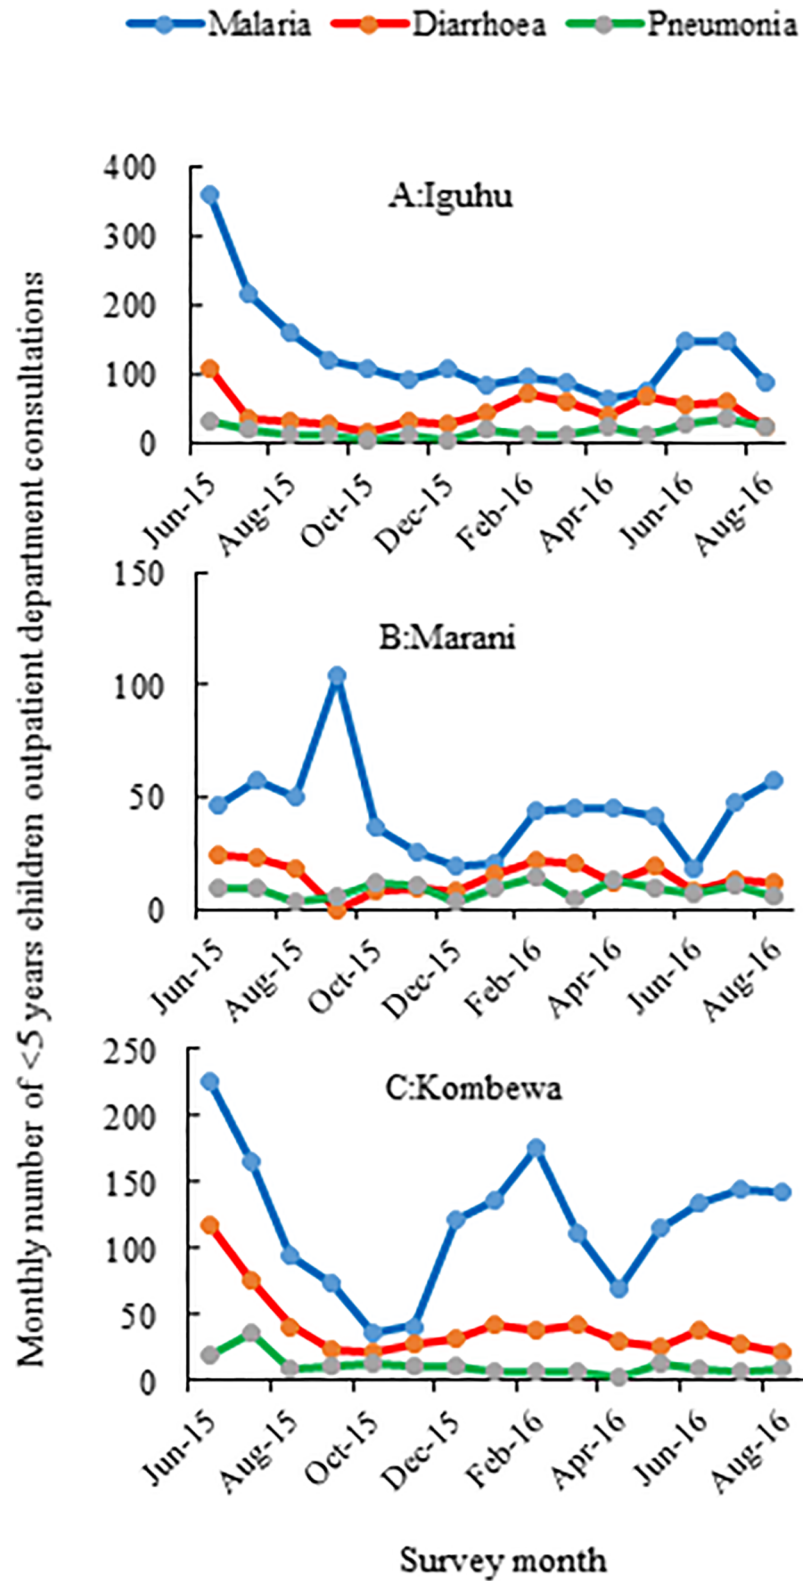 Malaria Diarrhoea Pneumonia
A:Iguhu
400
300
200
100
0
Jun-15 Aug-15 Oct-15 Dec-15 Feb-16 Apr-16 Jun-16 Aug-16
B:Marani
150
100
50
0
Jun-15 Aug-15 Oct-15 Dec-15 Feb-16 Apr-16 Jun-16 Aug-16
C:Kombewa
250
200
150
100
50
0
Jun-15 Aug-15 Oct-15 Dec-15 Feb-16 Apr-16 Jun-16 Aug-16
Monthly number of <5 years children outpatient department consultations
Survey month